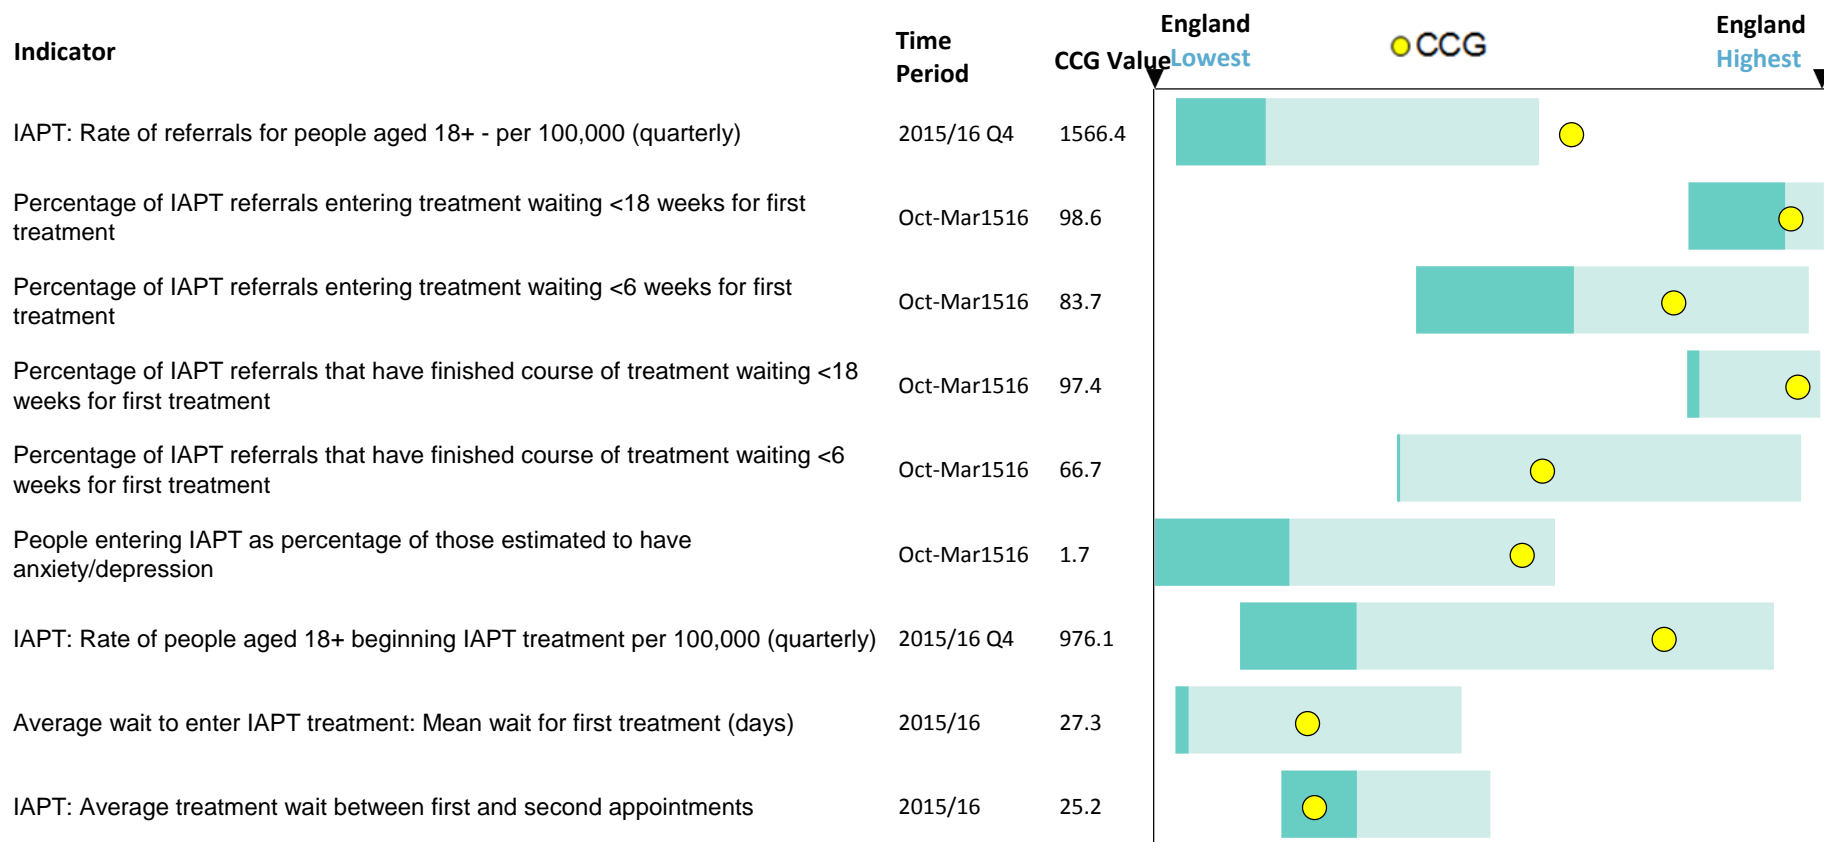 Indicator
Time
Period
CCG Value
England
Lowest
CCG
England
Highest
IAPT: Rate of referrals for people aged 18+ - per 100,000 (quarterly) 2015/16 Q4 1566.4
Percentage of IAPT referrals entering treatment waiting <18 weeks for first
treatment
Oct-Mar1516 98.6
Percentage of IAPT referrals entering treatment waiting <6 weeks for first
treatment
Oct-Mar1516 83.7
Percentage of IAPT referrals that have finished course of treatment waiting <18
weeks for first treatment
Oct-Mar1516 97.4
Percentage of IAPT referrals that have finished course of treatment waiting <6
weeks for first treatment
Oct-Mar1516 66.7
People entering IAPT as percentage of those estimated to have
anxiety/depression
Oct-Mar1516 1.7
IAPT: Rate of people aged 18+ beginning IAPT treatment per 100,000 (quarterly) 2015/16 Q4 976.1
Average wait to enter IAPT treatment: Mean wait for first treatment (days) 2015/16 27.3
IAPT: Average treatment wait between first and second appointments 2015/16 25.2